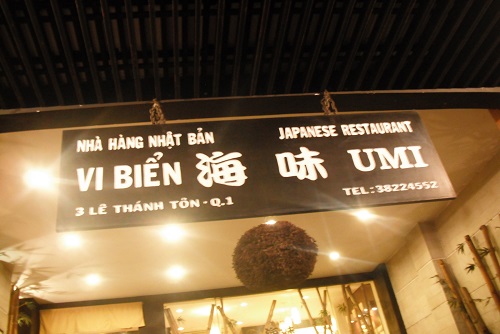 NHÀ HÀNG NHẬT BẢN JAPANESE RESTAURANT
VI BIỂN 海味 UMI
3 LÊ THÁNH TÔN - Q.1 TEL:38224552